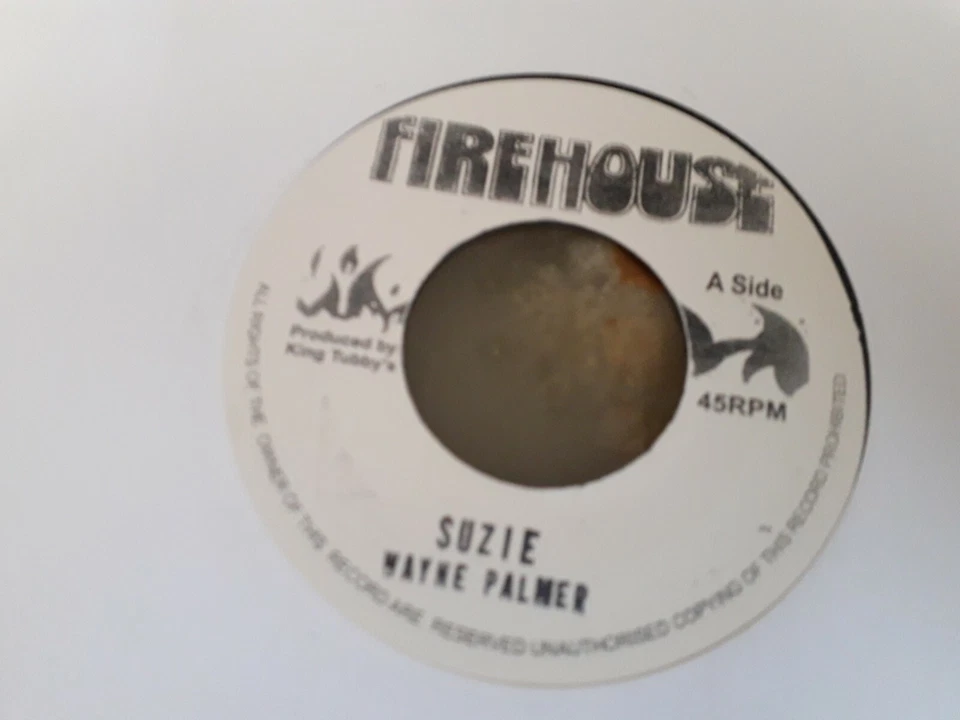 FIREHOUSE
A Side
Produced by
King Tubby's
45RPM
SUZIE
WAYNE PALMER
ALL RIGHTS OF THE OWNER OF THIS RECORD ARE RESERVED UNAUTHORISED COPYING OF THIS RECORD PROHIBITED